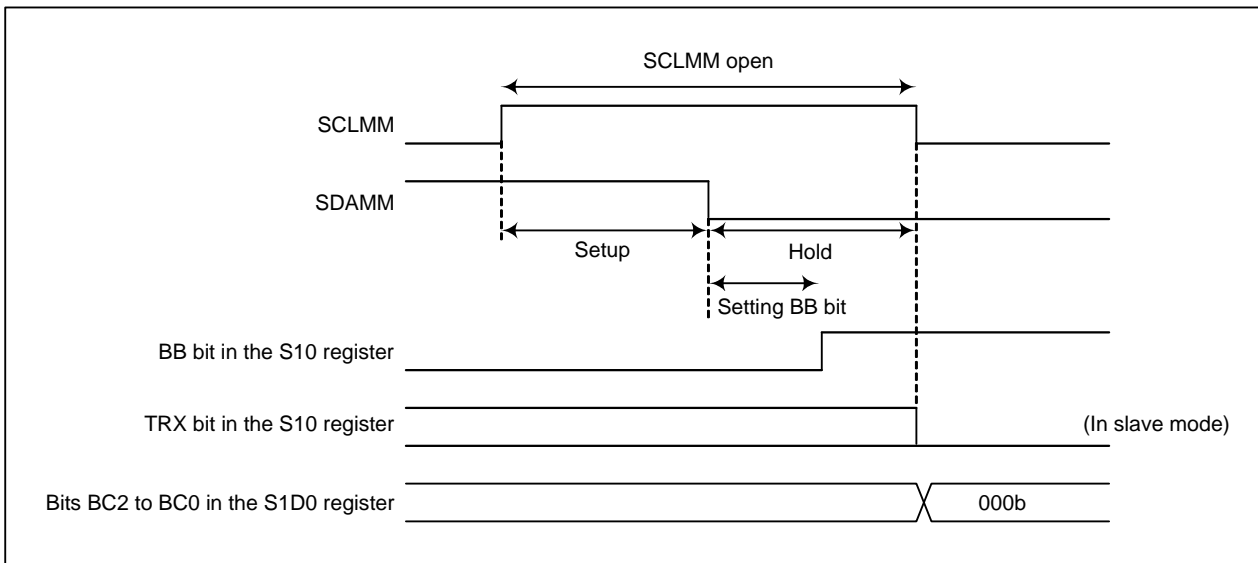 SCLMM open
SCLMM
SDAMM
Setup
Hold
Setting BB bit
BB bit in the S10 register
TRX bit in the S10 register
(In slave mode)
Bits BC2 to BC0 in the S1D0 register
000b